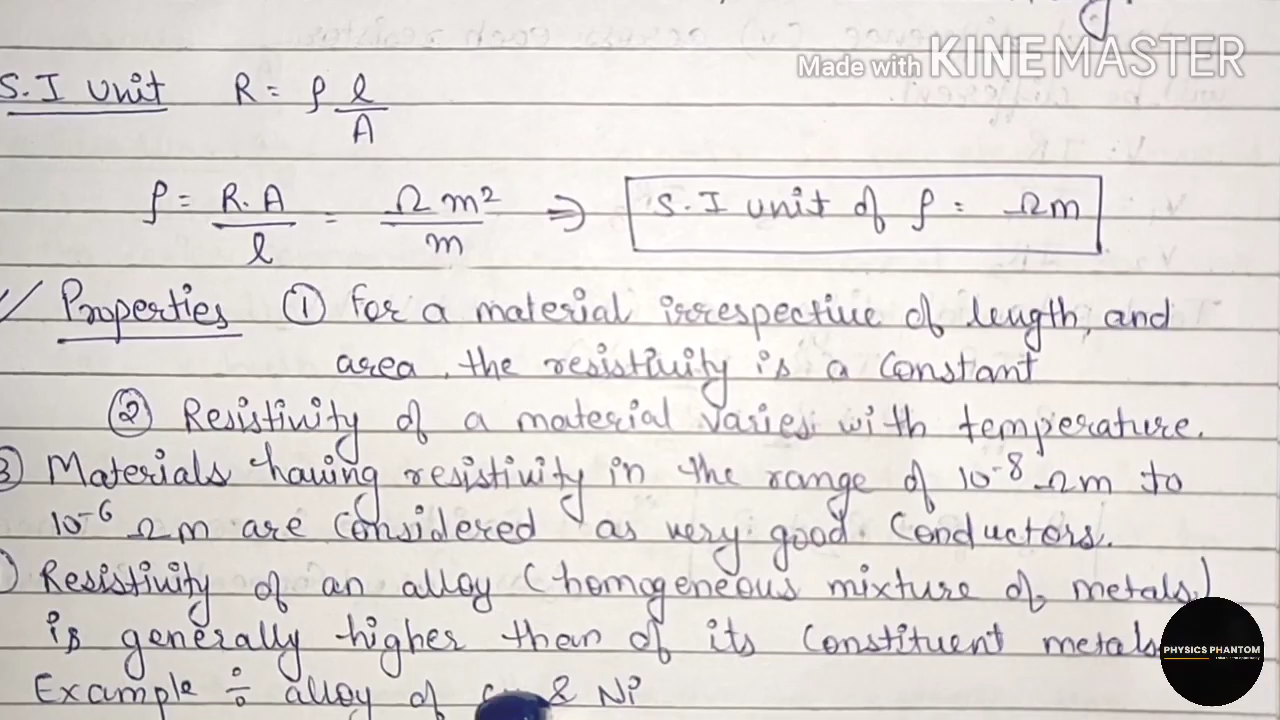 Made with KINEMASTER
S.I Unit R = ρ l/A
ρ = R.A/l = Ωm²/m ⇒ S.I unit of ρ = Ωm
Properties ① For a material irrespective of length, and
area, the resistivity is a constant
② Resistivity of a material varies with temperature.
③ Materials having resistivity in the range of 10⁻⁸ Ωm to
10⁻⁶ Ωm are considered as very good conductors.
Resistivity of an alloy (homogeneous mixture of metals)
is generally higher than of its constituent metals
PHYSICS PHANTOM
Example ÷ alloy of & Ni